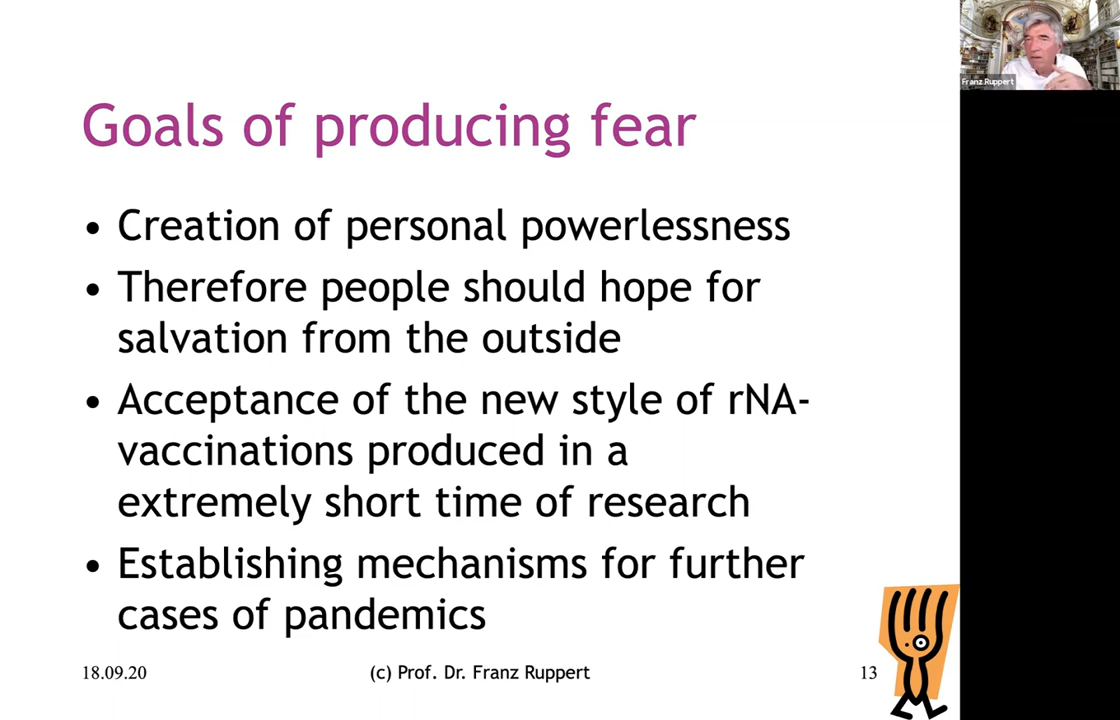 Franz Ruppert
Goals of producing fear
• Creation of personal powerlessness
• Therefore people should hope for
salvation from the outside
• Acceptance of the new style of rNA-
vaccinations produced in a
extremely short time of research
• Establishing mechanisms for further
cases of pandemics
18.09.20
(c) Prof. Dr. Franz Ruppert
13